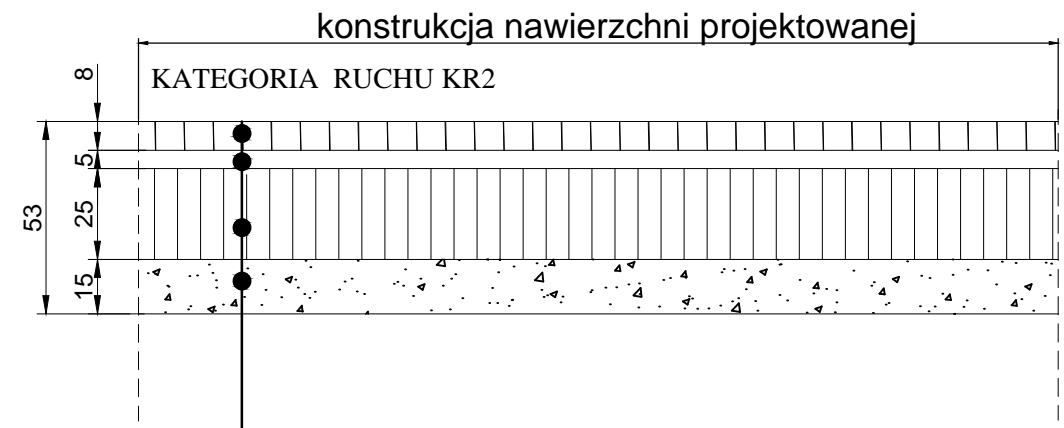 konstrukcja nawierzchni projektowanej
KATEGORIA RUCHU KR2
8
5
25
15
53